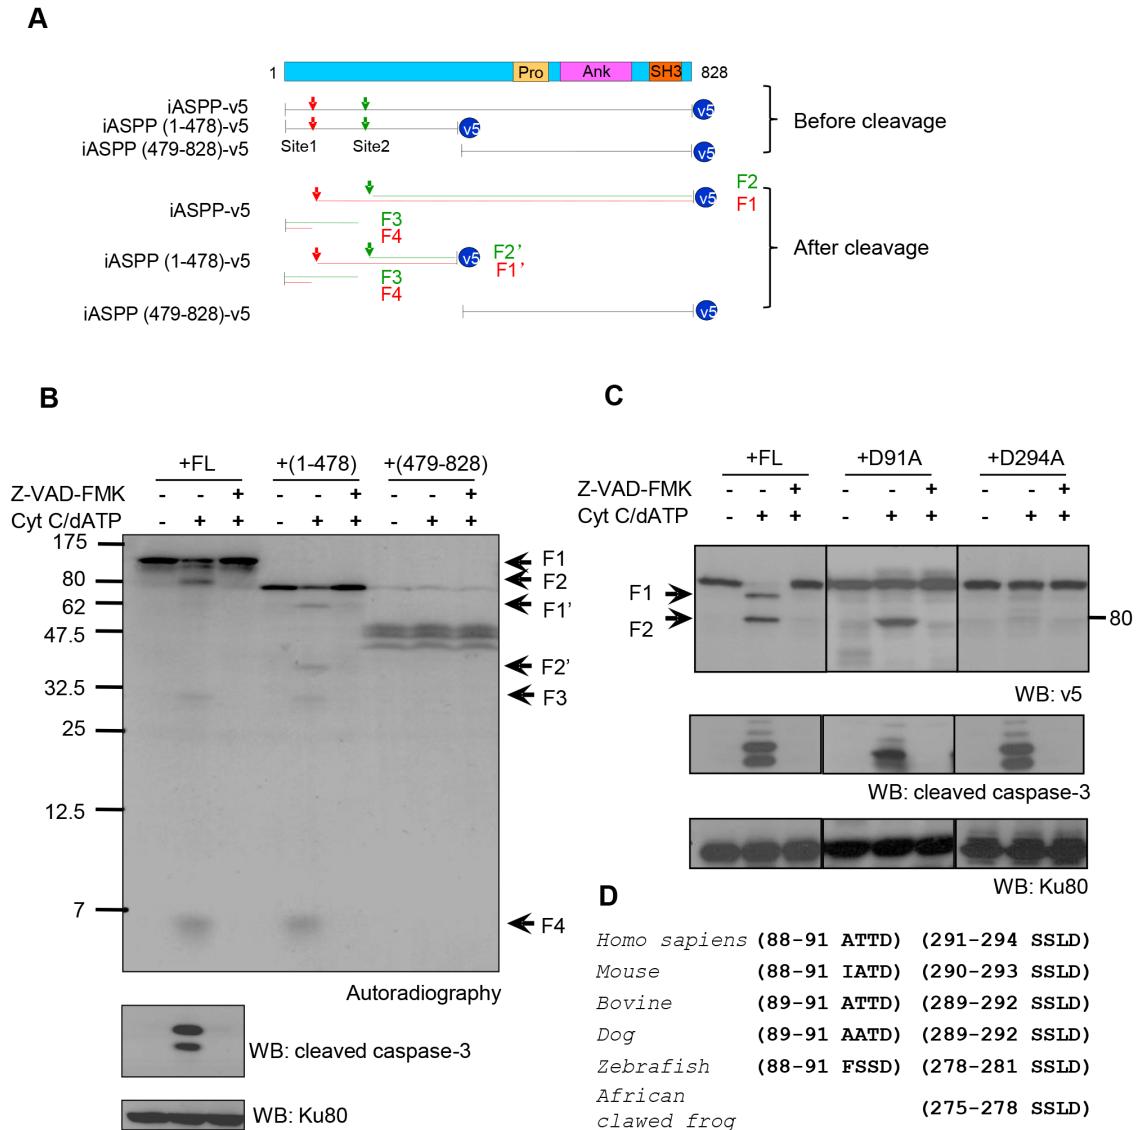 A
1 Pro Ank SH3 828
iASPP-v5 v5
iASPP (1-478)-v5 v5
Site1 Site2
iASPP (479-828)-v5 v5
Before cleavage
F2
iASPP-v5 v5 F1
F3
F4
After cleavage
iASPP (1-478)-v5 v5 F2’
F1’
F3
F4
iASPP (479-828)-v5 v5
B
+FL +(1-478) +(479-828)
Z-VAD-FMK - - + - - + - - +
Cyt C/dATP - + + - + + - + +
175
80
62
47.5
32.5
25
12.5
7
F1
F2
F1’
F2’
F3
F4
Autoradiography
WB: cleaved caspase-3
WB: Ku80
C
+FL +D91A +D294A
Z-VAD-FMK - - + - - + - - +
Cyt C/dATP - + + - + + - + +
F1
F2
80
WB: v5
WB: cleaved caspase-3
WB: Ku80
D
Homo sapiens (88-91 ATTD) (291-294 SSLD)
Mouse (88-91 IATD) (290-293 SSLD)
Bovine (89-91 ATTD) (289-292 SSLD)
Dog (89-91 AATD) (289-292 SSLD)
Zebrafish (88-91 FSSD) (278-281 SSLD)
African
clawed frog (275-278 SSLD)